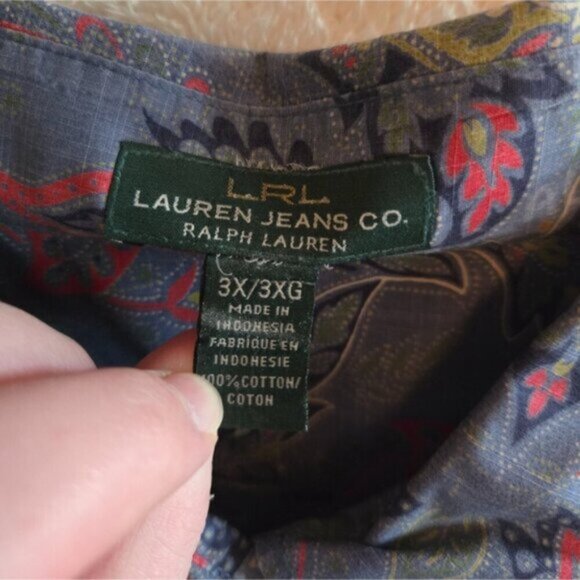 LRL
LAUREN JEANS CO.
RALPH LAUREN
3X/3XG
MADE IN
INDONESIA
FABRIQUE EN
INDONESIE
100% COTTON/
COTON